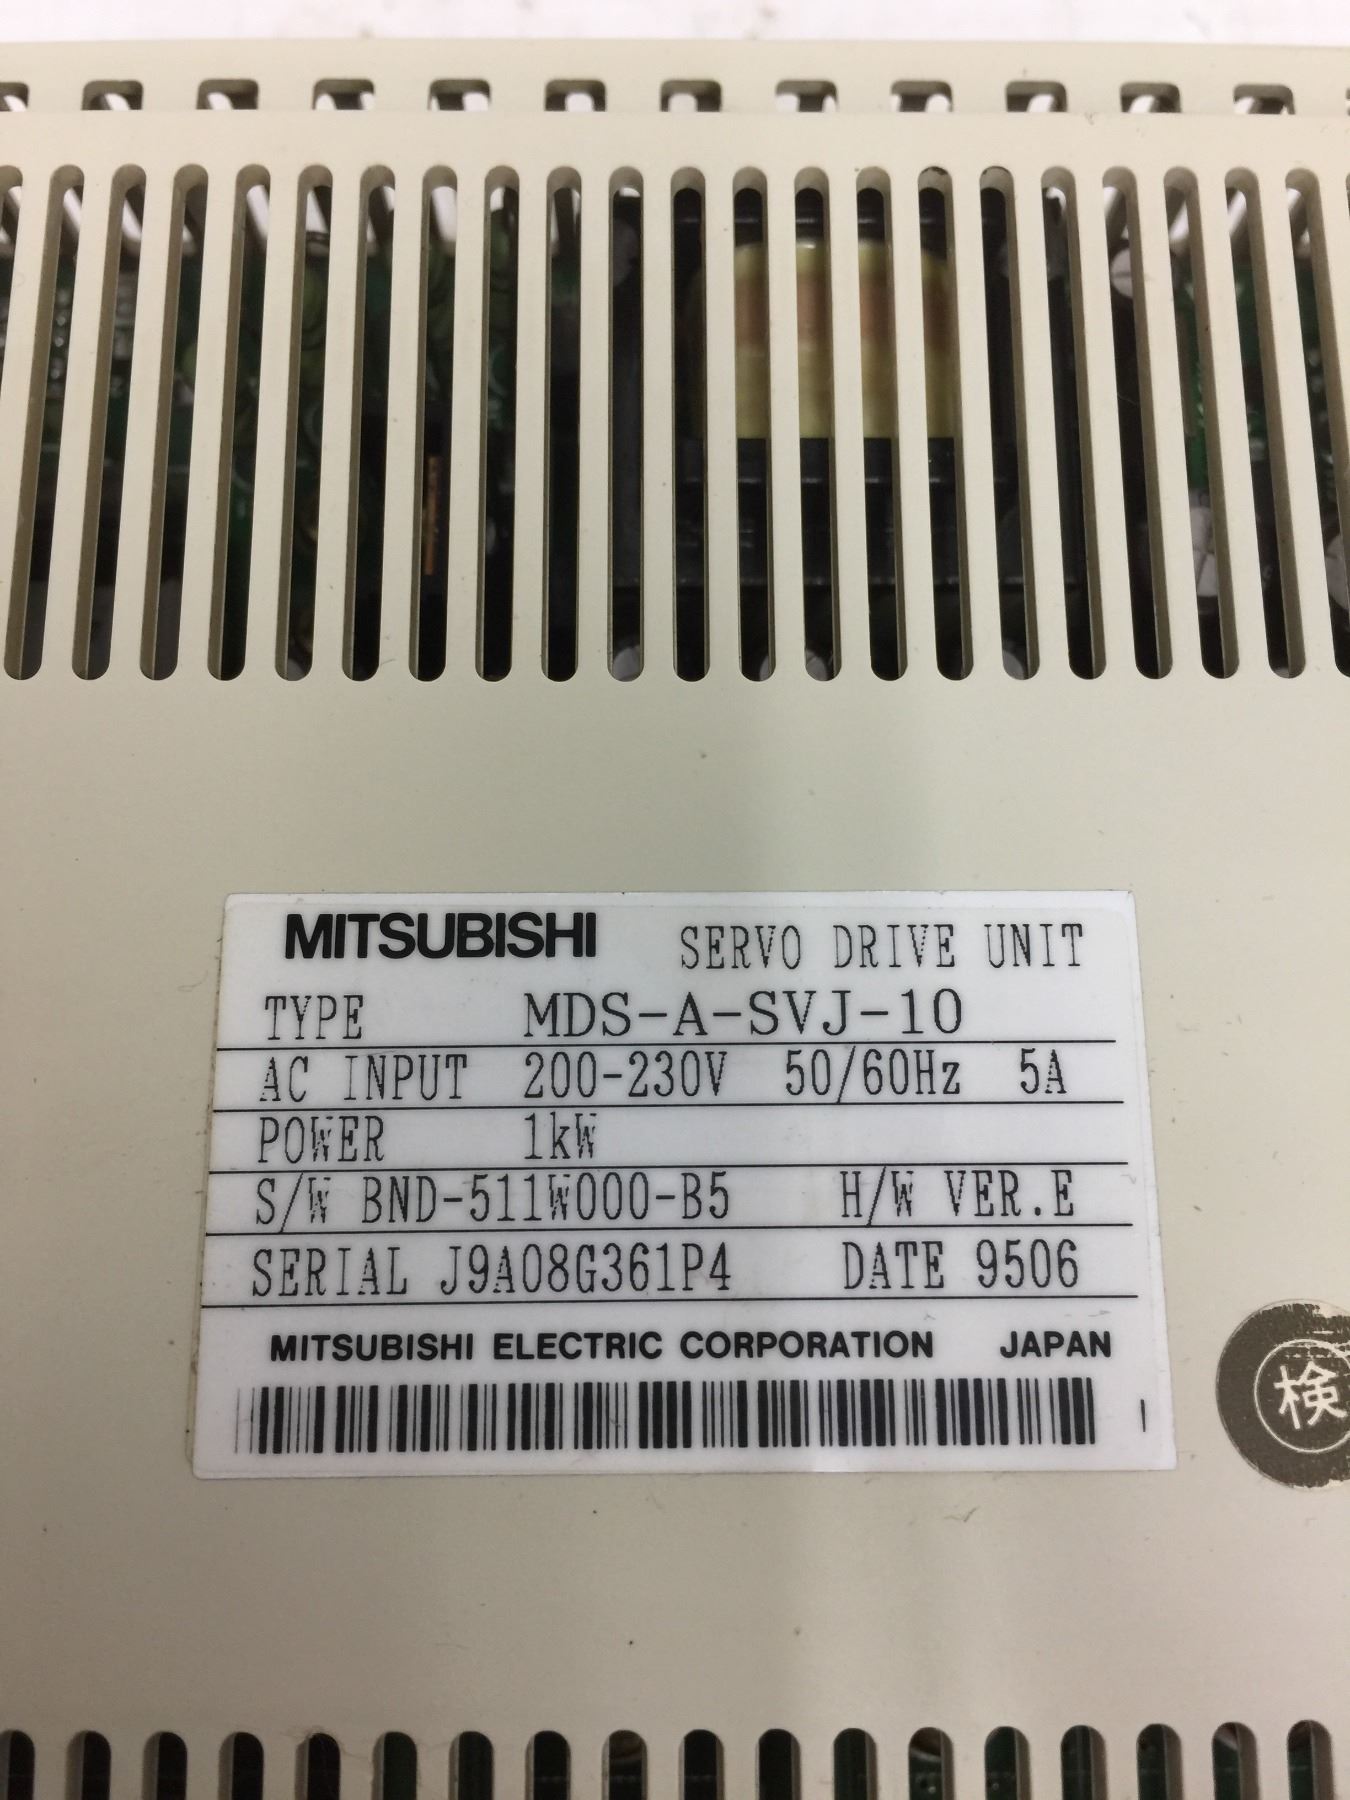 MITSUBISHI SERVO DRIVE UNIT
TYPE MDS-A-SVJ-10
AC INPUT 200-230V 50/60Hz 5A
POWER 1kW
S/W BND-511W000-B5 H/W VER.E
SERIAL J9A08G361P4 DATE 9506
MITSUBISHI ELECTRIC CORPORATION JAPAN
検